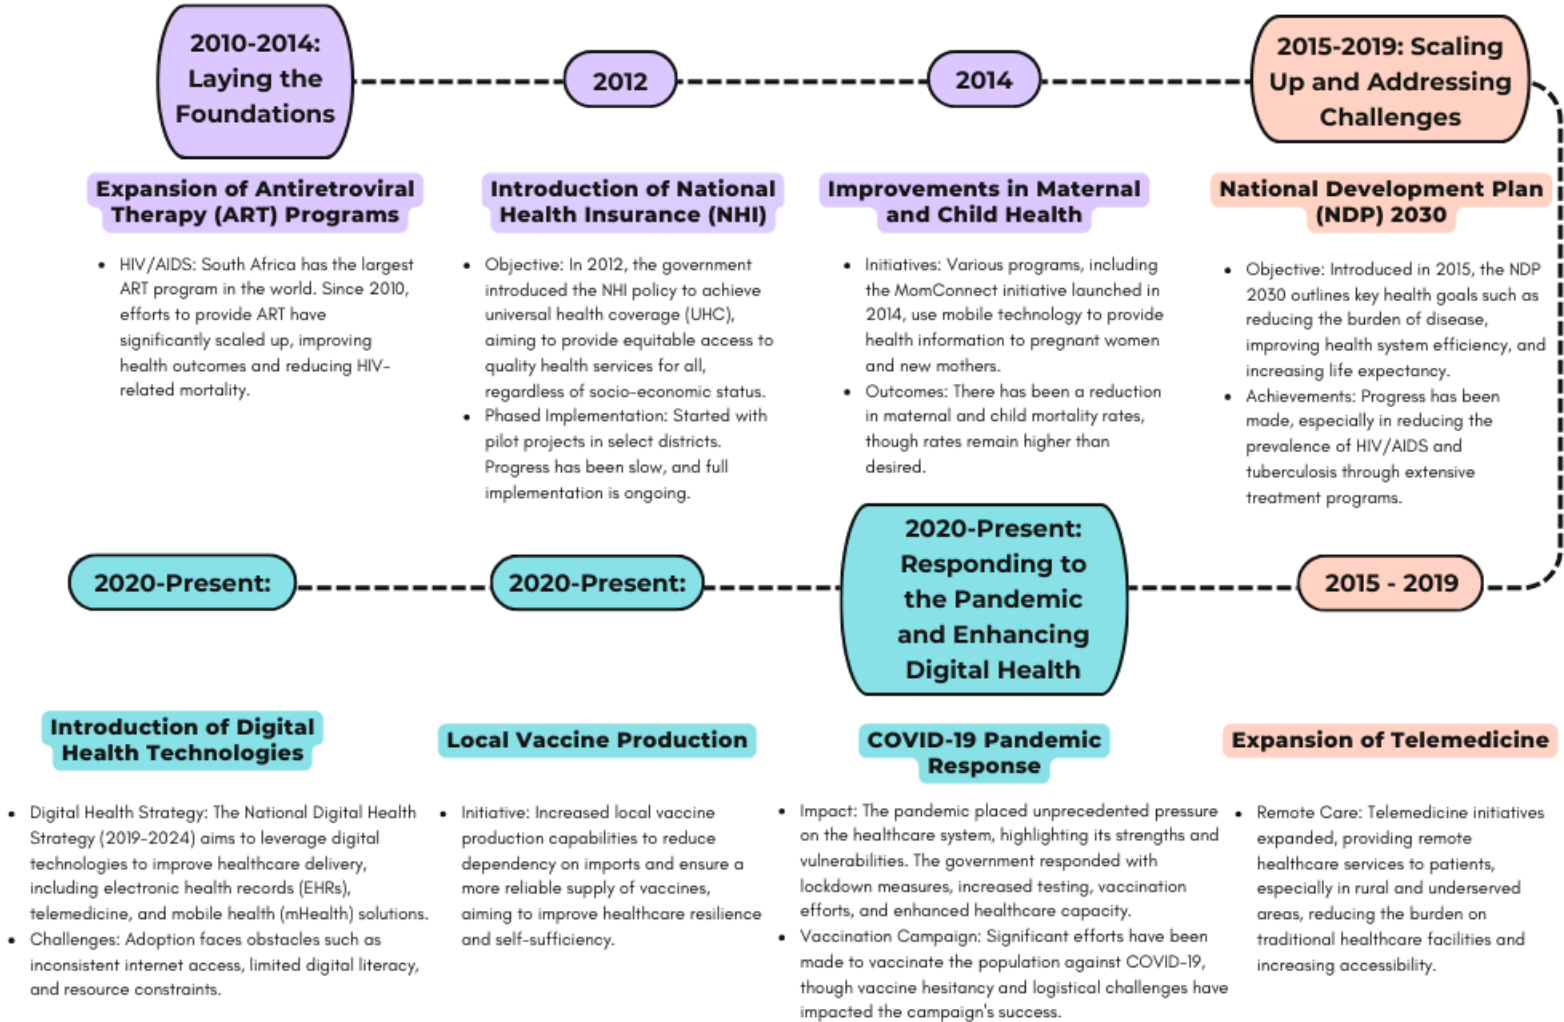 2010-2014:
Laying the
Foundations
2012
2014
2015-2019: Scaling
Up and Addressing
Challenges
Expansion of Antiretroviral
Therapy (ART) Programs
• HIV/AIDS: South Africa has the largest
ART program in the world. Since 2010,
efforts to provide ART have
significantly scaled up, improving
health outcomes and reducing HIV-
related mortality.
Introduction of National
Health Insurance (NHI)
• Objective: In 2012, the government
introduced the NHI policy to achieve
universal health coverage (UHC),
aiming to provide equitable access to
quality health services for all,
regardless of socio-economic status.
• Phased Implementation: Started with
pilot projects in select districts.
Progress has been slow, and full
implementation is ongoing.
Improvements in Maternal
and Child Health
• Initiatives: Various programs, including
the MomConnect initiative launched in
2014, use mobile technology to provide
health information to pregnant women
and new mothers.
• Outcomes: There has been a reduction
in maternal and child mortality rates,
though rates remain higher than
desired.
National Development Plan
(NDP) 2030
• Objective: Introduced in 2015, the NDP
2030 outlines key health goals such as
reducing the burden of disease,
improving health system efficiency, and
increasing life expectancy.
• Achievements: Progress has been
made, especially in reducing the
prevalence of HIV/AIDS and
tuberculosis through extensive
treatment programs.
2020-Present:
2020-Present:
2020-Present:
Responding to
the Pandemic
and Enhancing
Digital Health
2015 - 2019
Introduction of Digital
Health Technologies
• Digital Health Strategy: The National Digital Health
Strategy (2019-2024) aims to leverage digital
technologies to improve healthcare delivery,
including electronic health records (EHRs),
telemedicine, and mobile health (mHealth) solutions.
• Challenges: Adoption faces obstacles such as
inconsistent internet access, limited digital literacy,
and resource constraints.
Local Vaccine Production
• Initiative: Increased local vaccine
production capabilities to reduce
dependency on imports and ensure a
more reliable supply of vaccines,
aiming to improve healthcare resilience
and self-sufficiency.
COVID-19 Pandemic
Response
• Impact: The pandemic placed unprecedented pressure
on the healthcare system, highlighting its strengths and
vulnerabilities. The government responded with
lockdown measures, increased testing, vaccination
efforts, and enhanced healthcare capacity.
• Vaccination Campaign: Significant efforts have been
made to vaccinate the population against COVID-19,
though vaccine hesitancy and logistical challenges have
impacted the campaign's success.
Expansion of Telemedicine
• Remote Care: Telemedicine initiatives
expanded, providing remote
healthcare services to patients,
especially in rural and underserved
areas, reducing the burden on
traditional healthcare facilities and
increasing accessibility.